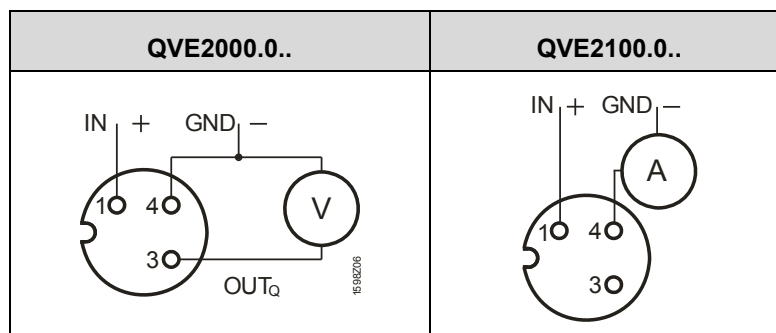 QVE2000.0..
QVE2100.0..
IN + GND –
1 4
V
3
OUTQ
1598Z06
IN + GND –
A
1 4
3